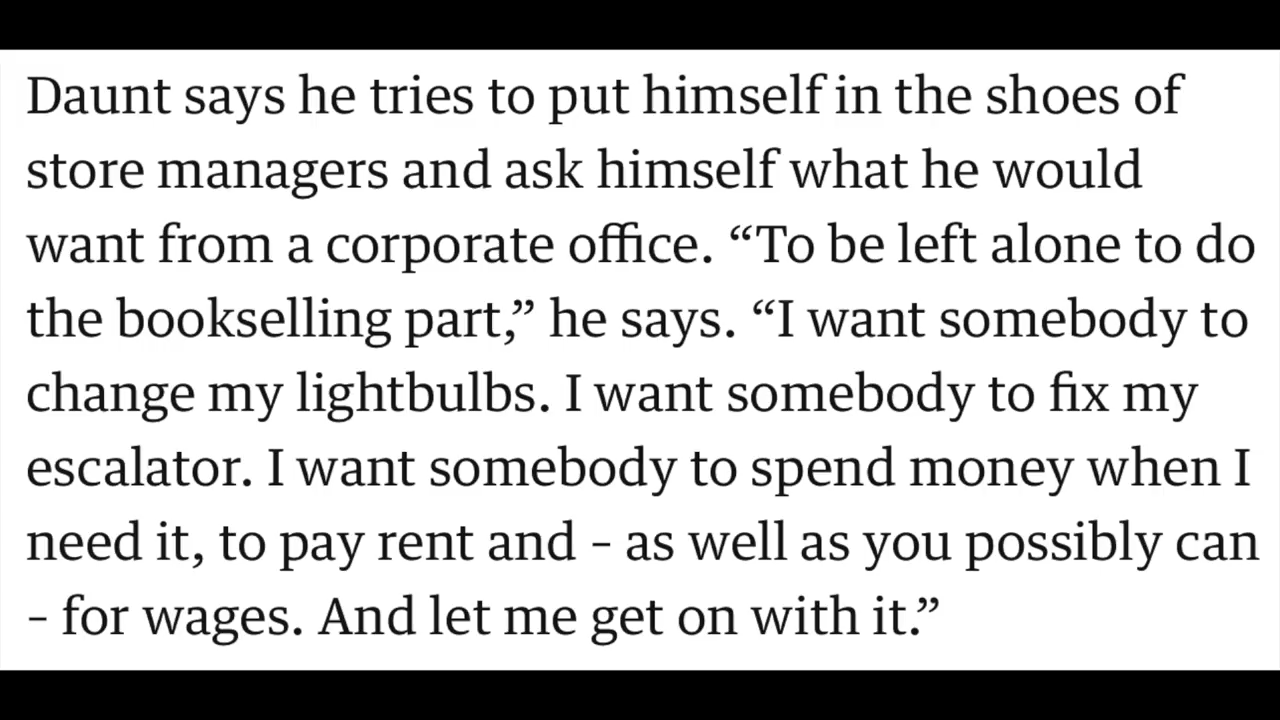 Daunt says he tries to put himself in the shoes of
store managers and ask himself what he would
want from a corporate office. “To be left alone to do
the bookselling part,” he says. “I want somebody to
change my lightbulbs. I want somebody to fix my
escalator. I want somebody to spend money when I
need it, to pay rent and – as well as you possibly can
– for wages. And let me get on with it.”